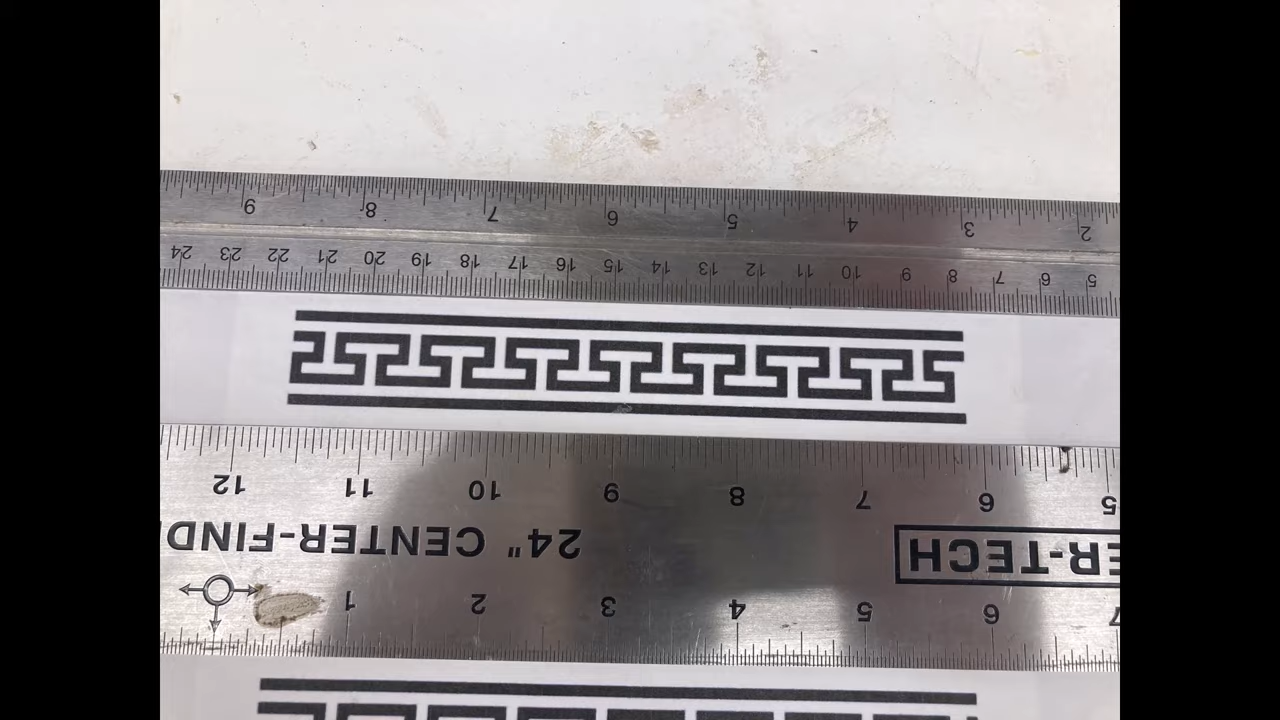 9 8 7 6 5 4 3 2
24 23 22 21 20 19 18 17 16 15 14 13 12 11 10 9 8 7 6 5
12 11 10 9 8 7 6 5
24" CENTER-FIND
ER-TECH
1 2 3 4 5 6 7